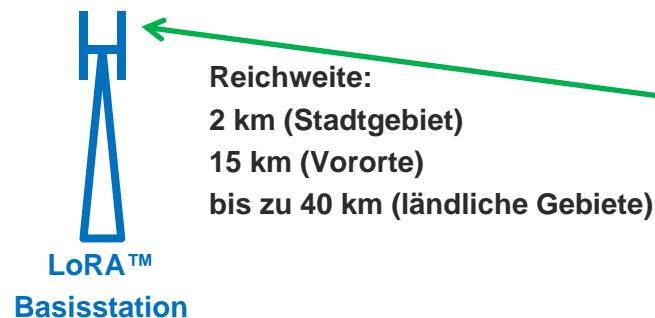 Reichweite:
2 km (Stadtgebiet)
15 km (Vororte)
bis zu 40 km (ländliche Gebiete)
LoRA™
Basisstation